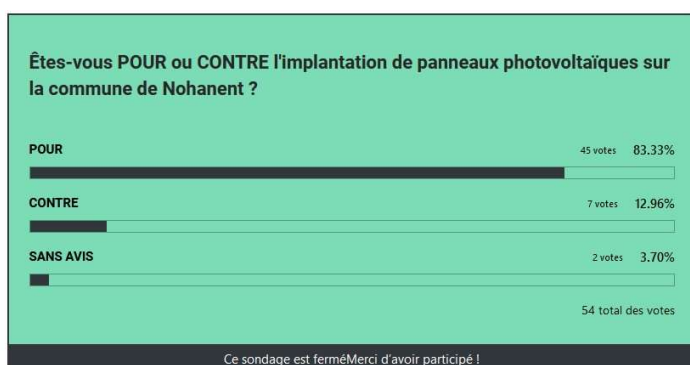 Êtes-vous POUR ou CONTRE l'implantation de panneaux photovoltaïques sur
la commune de Nohanent ?
POUR 45 votes 83.33%
CONTRE 7 votes 12.96%
SANS AVIS 2 votes 3.70%
54 total des votes
Ce sondage est ferméMerci d'avoir participé !